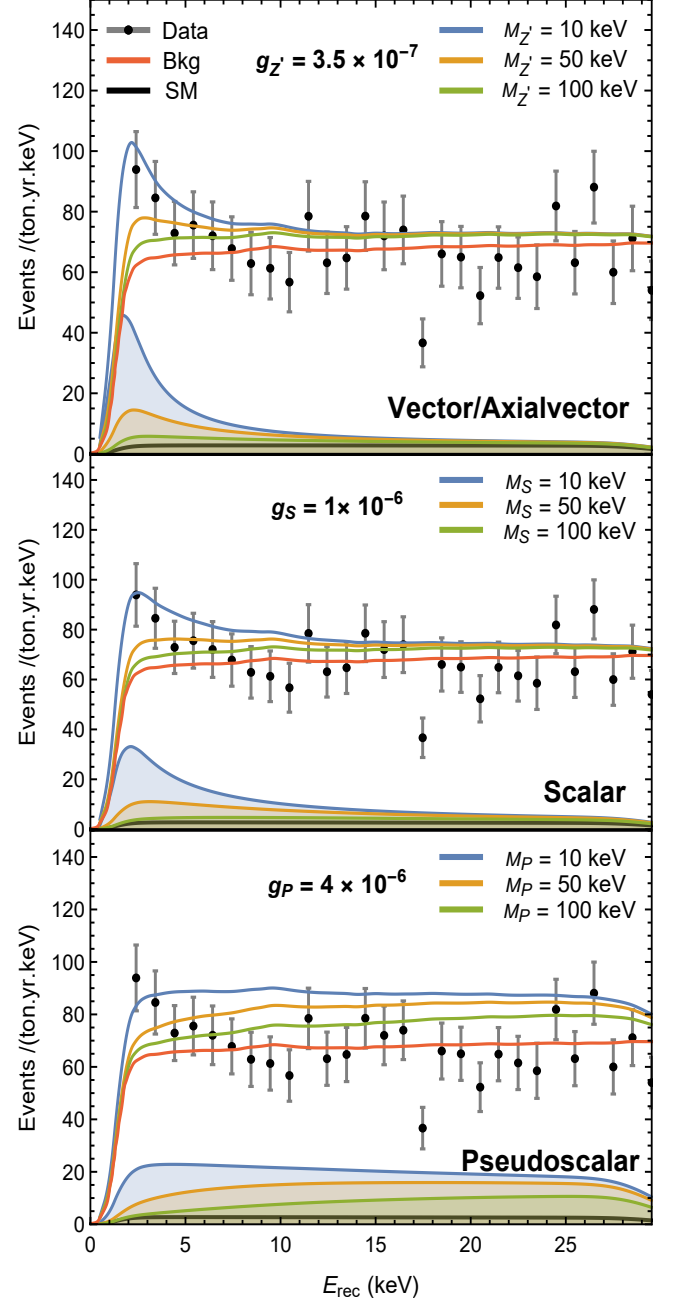 Data
Bkg
SM
g_Z' = 3.5 × 10^-7
M_Z' = 10 keV
M_Z' = 50 keV
M_Z' = 100 keV
140
120
100
80
60
40
20
0
Events /(ton.yr.keV)
Vector/Axialvector
g_S = 1× 10^-6
M_S = 10 keV
M_S = 50 keV
M_S = 100 keV
140
120
100
80
60
40
20
0
Events /(ton.yr.keV)
Scalar
g_P = 4 × 10^-6
M_P = 10 keV
M_P = 50 keV
M_P = 100 keV
140
120
100
80
60
40
20
0
Events /(ton.yr.keV)
Pseudoscalar
0 5 10 15 20 25
E_rec (keV)